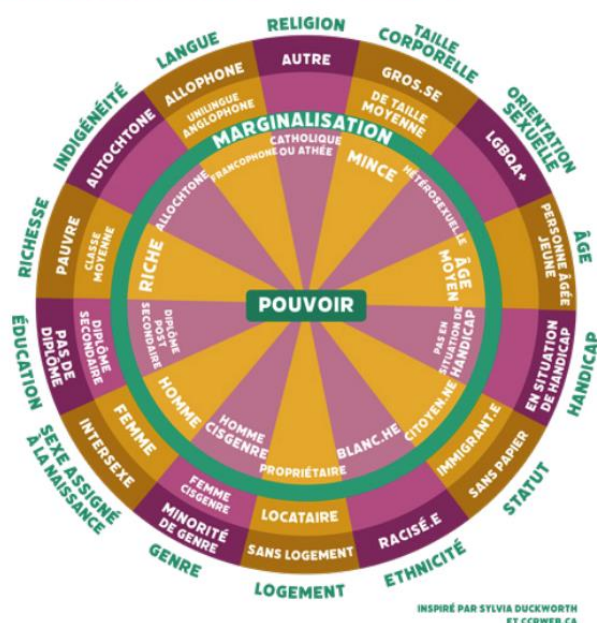 RELIGION
AUTRE
CATHOLIQUE
OU ATHÉE
TAILLE
CORPORELLE
GROS.SE
DE TAILLE
MOYENNE
MINCE
ORIENTATION
SEXUELLE
LGBQA+
HÉTÉROSEXUELLE
ÂGE
PERSONNE ÂGÉE
JEUNE
ÂGE
MOYEN
HANDICAP
EN SITUATION
DE HANDICAP
PAS EN
SITUATION DE
HANDICAP
STATUT
SANS PAPIER
IMMIGRANT.E
CITOYEN.NE
ETHNICITÉ
RACISÉ.E
BLANC.HE
LOGEMENT
SANS LOGEMENT
LOCATAIRE
PROPRIÉTAIRE
GENRE
MINORITÉ
DE GENRE
FEMME
CISGENRE
HOMME
CISGENRE
SEXE ASSIGNÉ
À LA NAISSANCE
INTERSEXE
FEMME
HOMME
ÉDUCATION
PAS DE
DIPLÔME
DIPLÔME
SECONDAIRE
DIPLÔME
POST
SECONDAIRE
RICHESSE
PAUVRE
CLASSE
MOYENNE
RICHE
INDIGÉNÉITÉ
AUTOCHTONE
ALLOCHTONE
LANGUE
ALLOPHONE
UNILINGUE
ANGLOPHONE
FRANCOPHONE
MARGINALISATION
POUVOIR
INSPIRÉ PAR SYLVIA DUCKWORTH
ET CCRWEB.CA